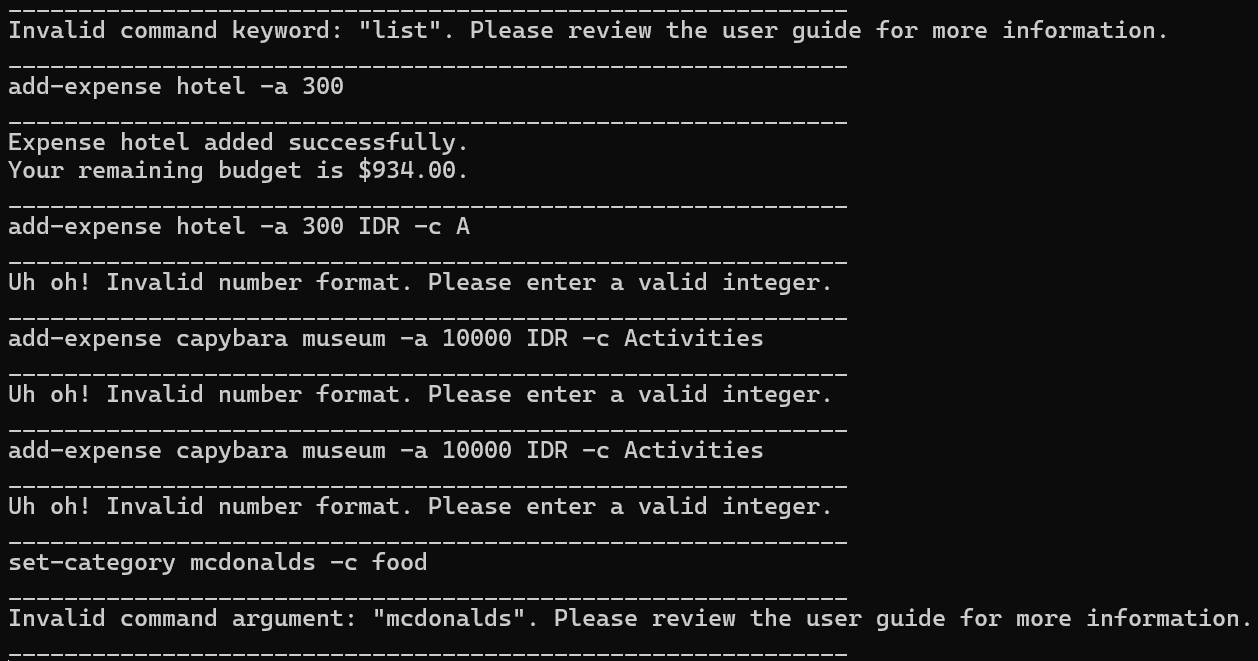 ____________________________________________________________
Invalid command keyword: "list". Please review the user guide for more information.
____________________________________________________________
add-expense hotel -a 300
____________________________________________________________
Expense hotel added successfully.
Your remaining budget is $934.00.
____________________________________________________________
add-expense hotel -a 300 IDR -c A
____________________________________________________________
Uh oh! Invalid number format. Please enter a valid integer.
____________________________________________________________
add-expense capybara museum -a 10000 IDR -c Activities
____________________________________________________________
Uh oh! Invalid number format. Please enter a valid integer.
____________________________________________________________
add-expense capybara museum -a 10000 IDR -c Activities
____________________________________________________________
Uh oh! Invalid number format. Please enter a valid integer.
____________________________________________________________
set-category mcdonalds -c food
____________________________________________________________
Invalid command argument: "mcdonalds". Please review the user guide for more information.
____________________________________________________________